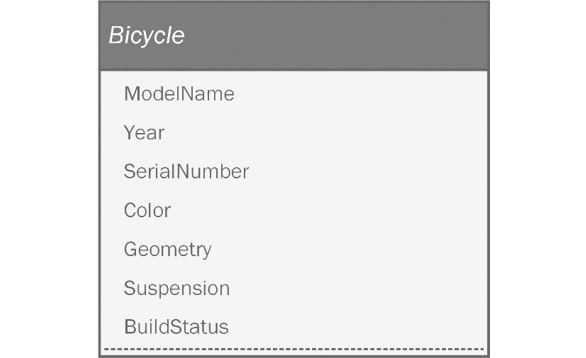 Bicycle
ModelName
Year
SerialNumber
Color
Geometry
Suspension
BuildStatus